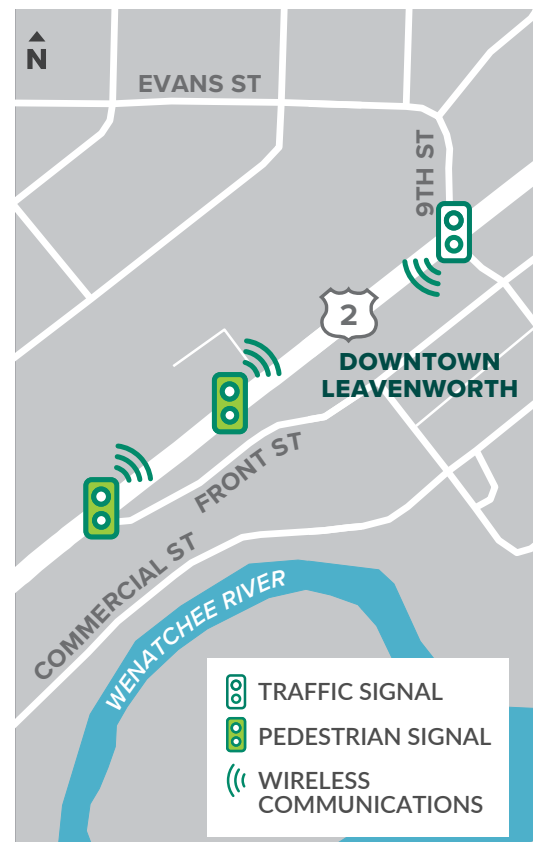 N
EVANS ST
9TH ST
2
DOWNTOWN
LEAVENWORTH
FRONT ST
COMMERCIAL ST
WENATCHEE RIVER
TRAFFIC SIGNAL
PEDESTRIAN SIGNAL
WIRELESS
COMMUNICATIONS